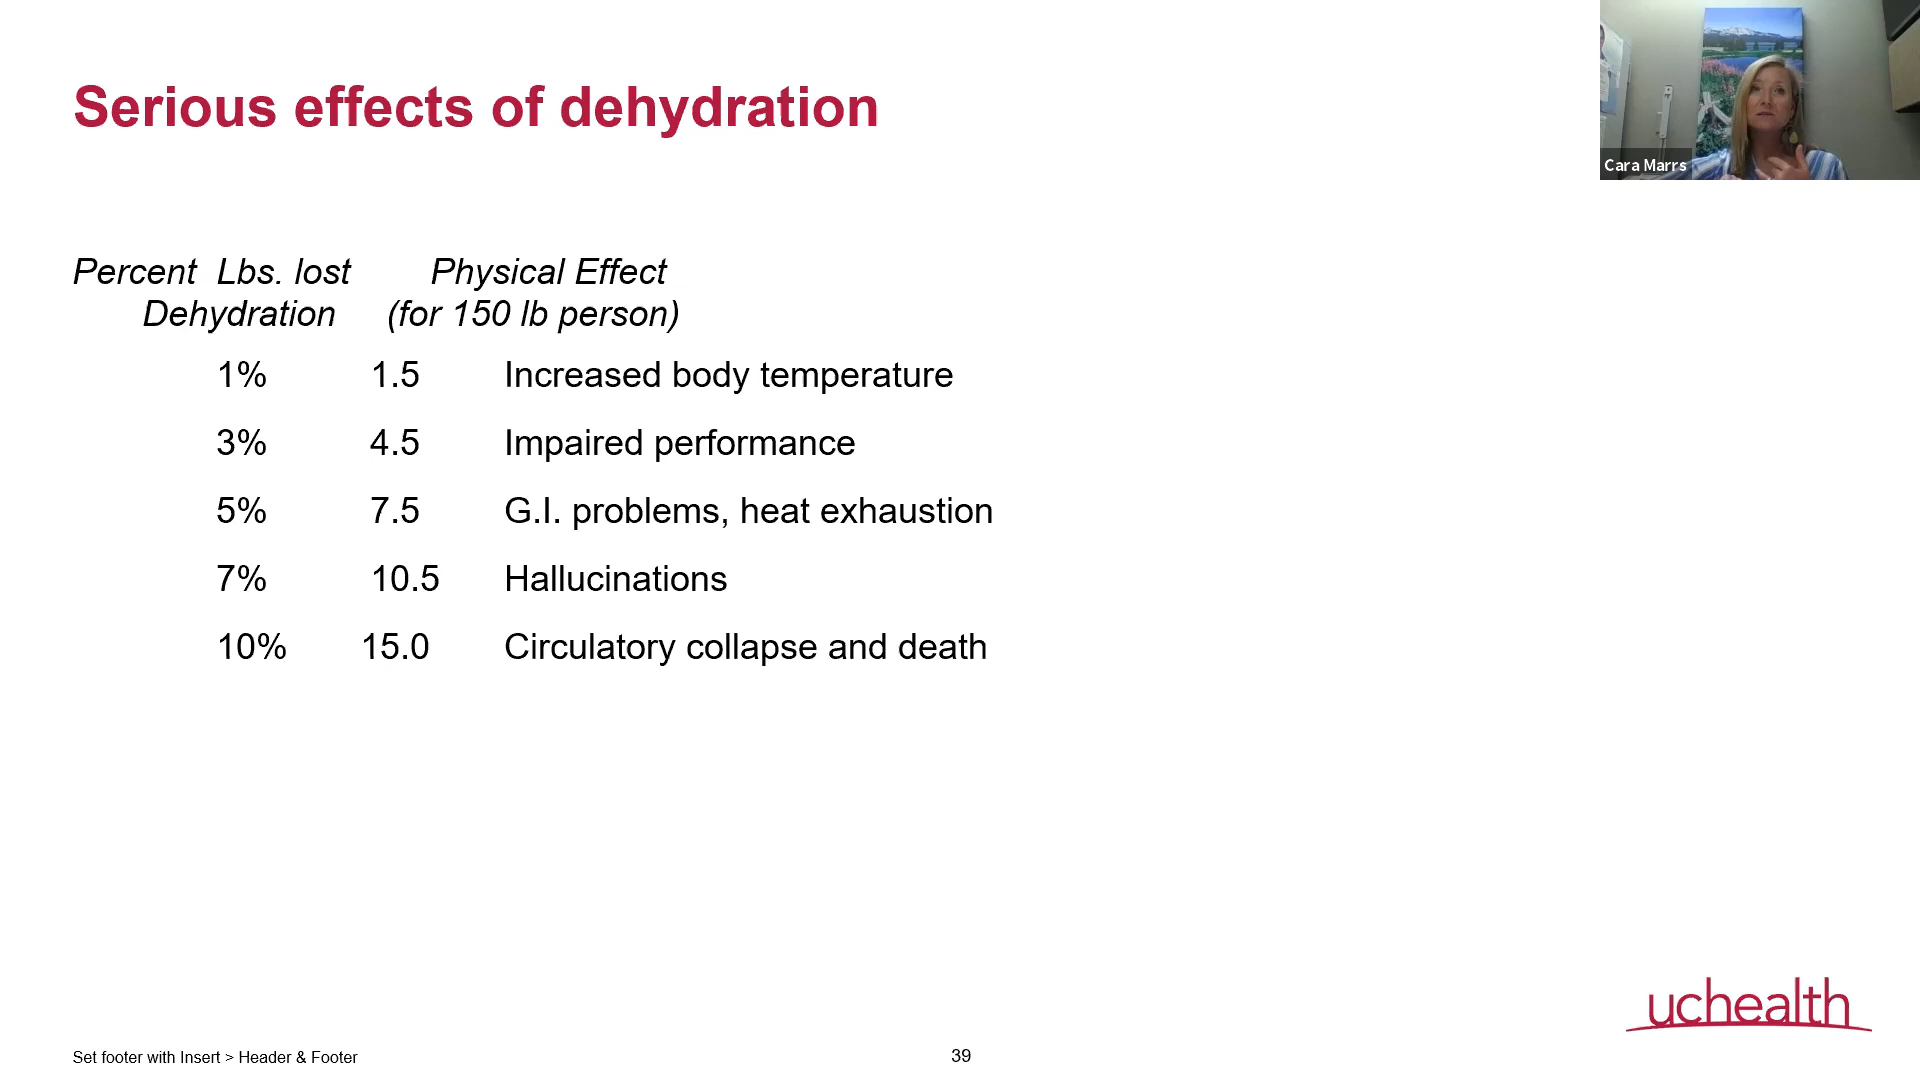 Serious effects of dehydration
Cara Marrs
Percent Lbs. lost Physical Effect
Dehydration (for 150 lb person)
1% 1.5 Increased body temperature
3% 4.5 Impaired performance
5% 7.5 G.I. problems, heat exhaustion
7% 10.5 Hallucinations
10% 15.0 Circulatory collapse and death
uchealth
Set footer with Insert > Header & Footer 39